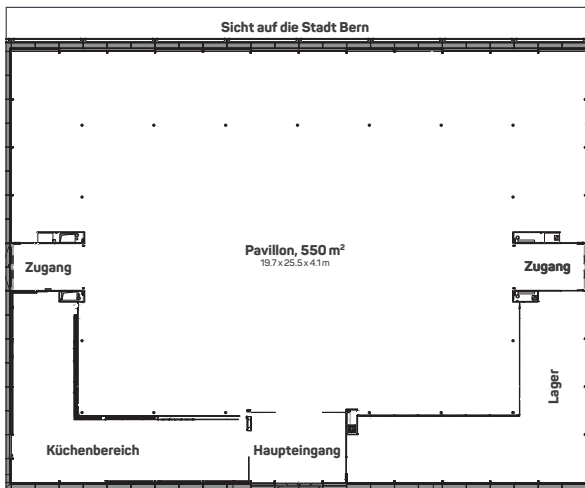 Sicht auf die Stadt Bern
Pavillon, 550 m²
19.7 x 25.5 x 4.1 m
Zugang
Zugang
Lager
Küchenbereich
Haupteingang